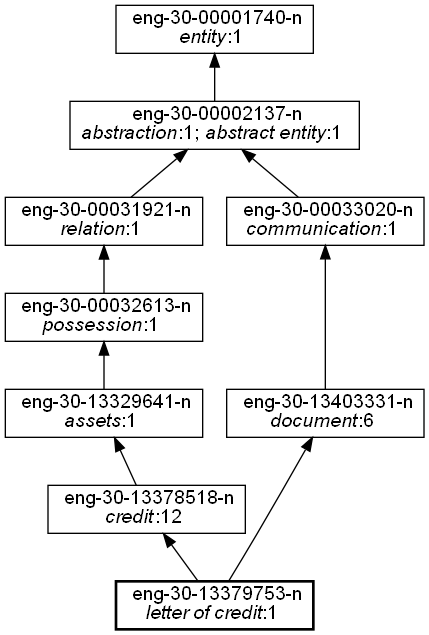 eng-30-00001740-n
entity:1
eng-30-00002137-n
abstraction:1; abstract entity:1
eng-30-00031921-n
relation:1
eng-30-00033020-n
communication:1
eng-30-00032613-n
possession:1
eng-30-13329641-n
assets:1
eng-30-13403331-n
document:6
eng-30-13378518-n
credit:12
eng-30-13379753-n
letter of credit:1